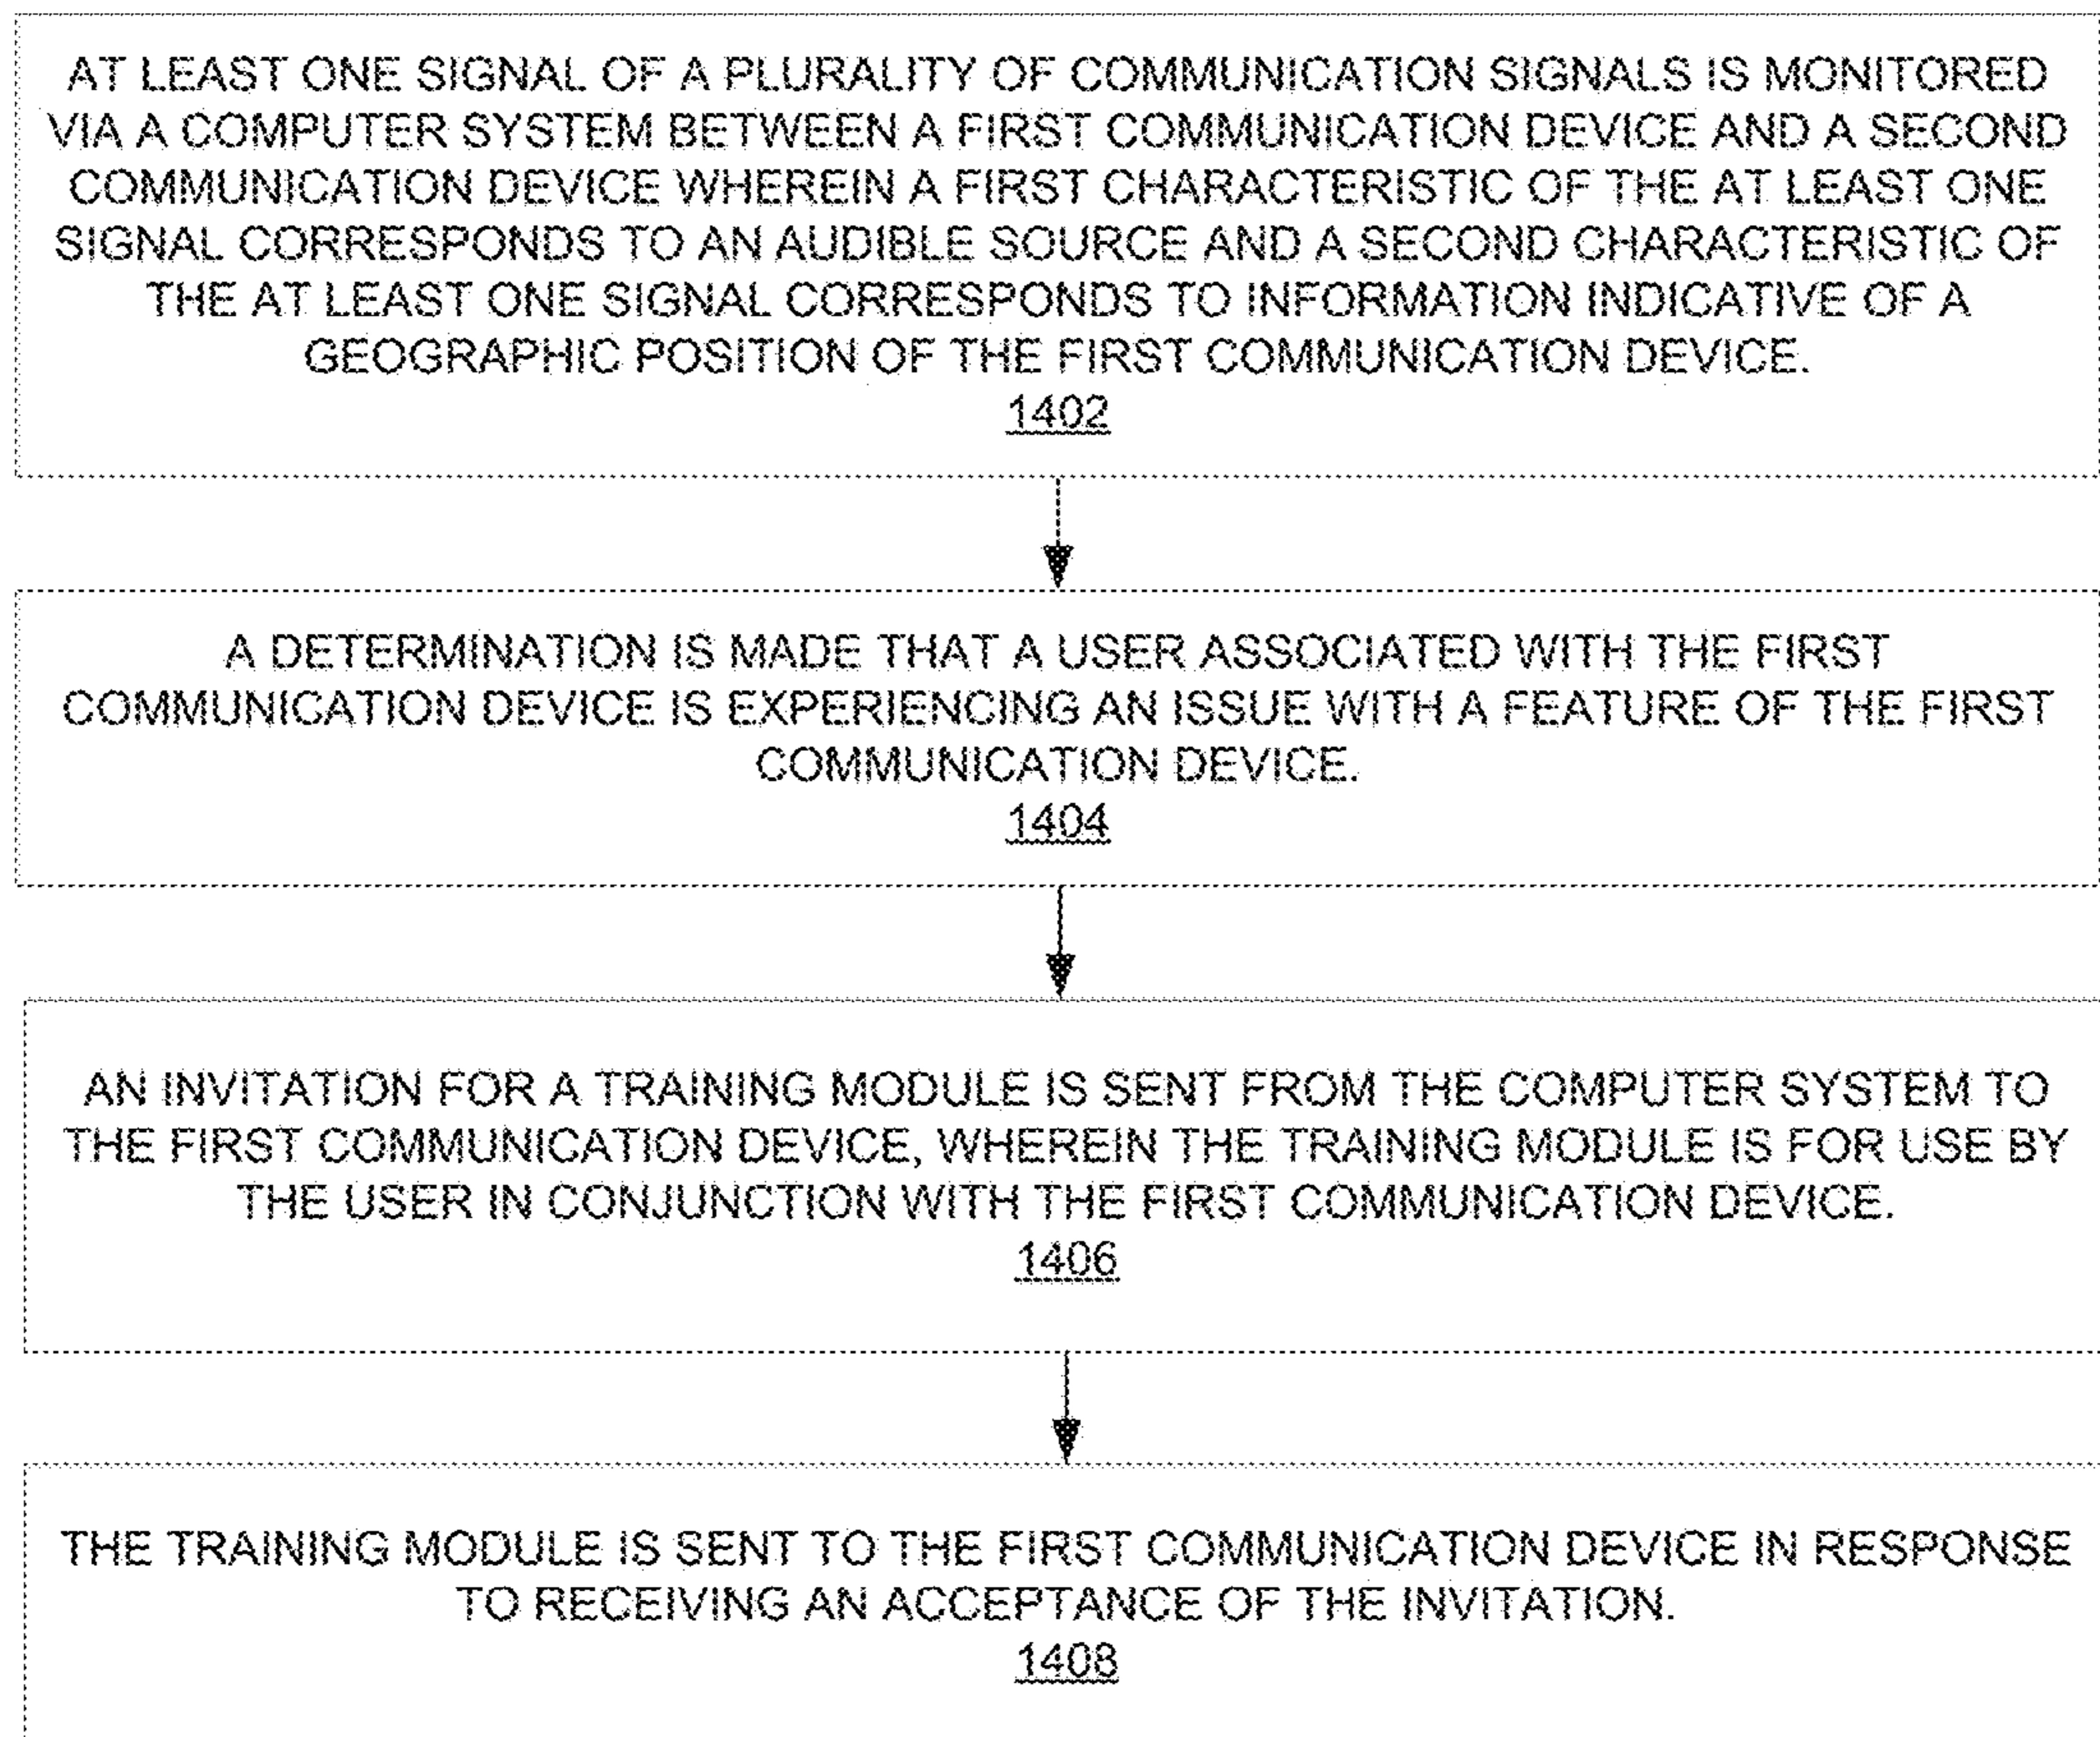 AT LEAST ONE SIGNAL OF A PLURALITY OF COMMUNICATION SIGNALS IS MONITORED
VIA A COMPUTER SYSTEM BETWEEN A FIRST COMMUNICATION DEVICE AND A SECOND
COMMUNICATION DEVICE WHEREIN A FIRST CHARACTERISTIC OF THE AT LEAST ONE
SIGNAL CORRESPONDS TO AN AUDIBLE SOURCE AND A SECOND CHARACTERISTIC OF
THE AT LEAST ONE SIGNAL CORRESPONDS TO INFORMATION INDICATIVE OF A
GEOGRAPHIC POSITION OF THE FIRST COMMUNICATION DEVICE.
1402
A DETERMINATION IS MADE THAT A USER ASSOCIATED WITH THE FIRST
COMMUNICATION DEVICE IS EXPERIENCING AN ISSUE WITH A FEATURE OF THE FIRST
COMMUNICATION DEVICE.
1404
AN INVITATION FOR A TRAINING MODULE IS SENT FROM THE COMPUTER SYSTEM TO
THE FIRST COMMUNICATION DEVICE, WHEREIN THE TRAINING MODULE IS FOR USE BY
THE USER IN CONJUNCTION WITH THE FIRST COMMUNICATION DEVICE.
1406
THE TRAINING MODULE IS SENT TO THE FIRST COMMUNICATION DEVICE IN RESPONSE
TO RECEIVING AN ACCEPTANCE OF THE INVITATION.
1408